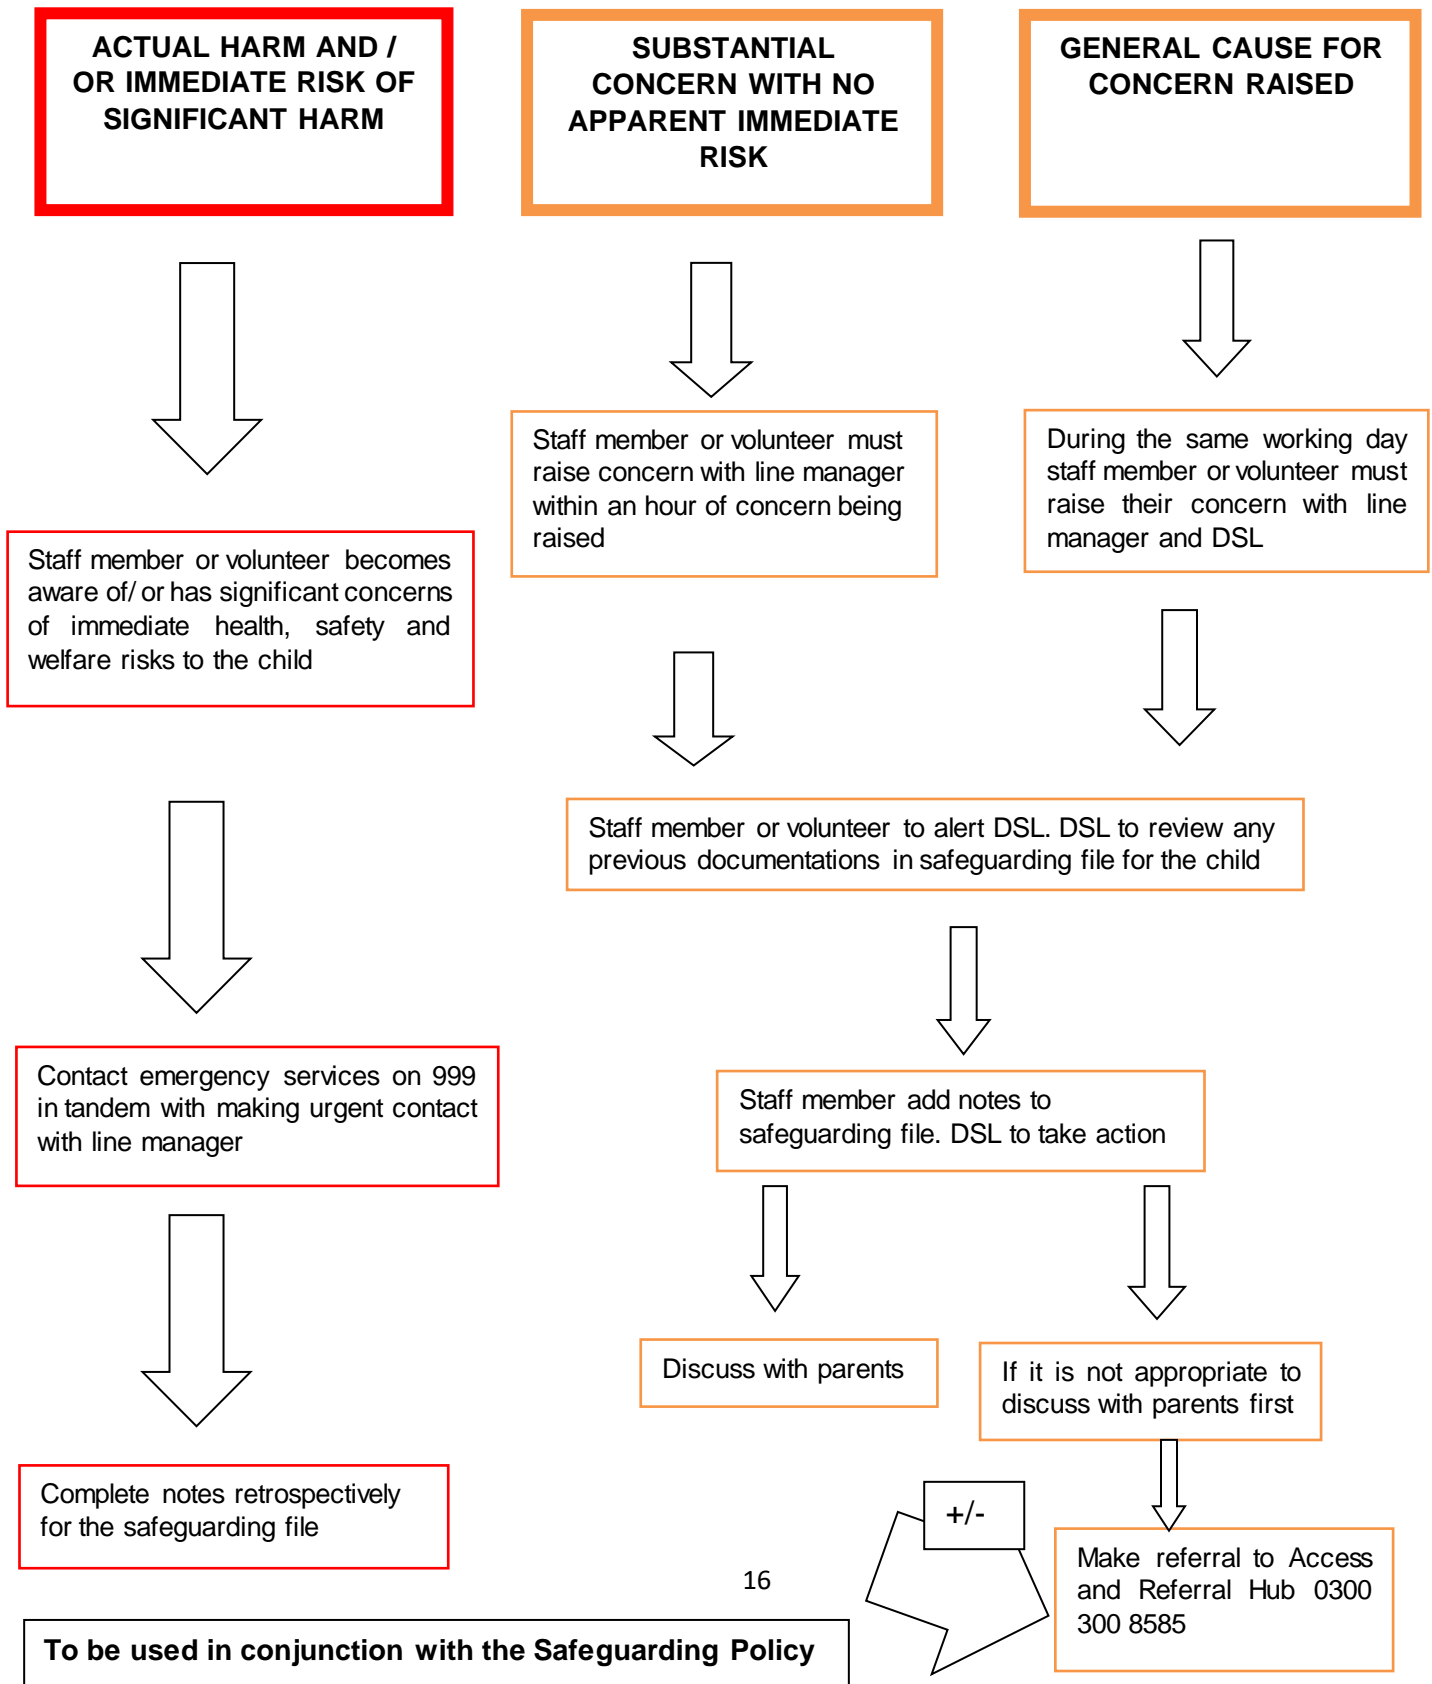 ACTUAL HARM AND /
OR IMMEDIATE RISK OF
SIGNIFICANT HARM
SUBSTANTIAL
CONCERN WITH NO
APPARENT IMMEDIATE
RISK
GENERAL CAUSE FOR
CONCERN RAISED
Staff member or volunteer must
raise concern with line manager
within an hour of concern being
raised
During the same working day
staff member or volunteer must
raise their concern with line
manager and DSL
Staff member or volunteer becomes
aware of/ or has significant concerns
of immediate health, safety and
welfare risks to the child
Staff member or volunteer to alert DSL. DSL to review any
previous documentations in safeguarding file for the child
Contact emergency services on 999
in tandem with making urgent contact
with line manager
Staff member add notes to
safeguarding file. DSL to take action
Discuss with parents
If it is not appropriate to
discuss with parents first
Complete notes retrospectively
for the safeguarding file
+/-
Make referral to Access
and Referral Hub 0300
300 8585
16
To be used in conjunction with the Safeguarding Policy